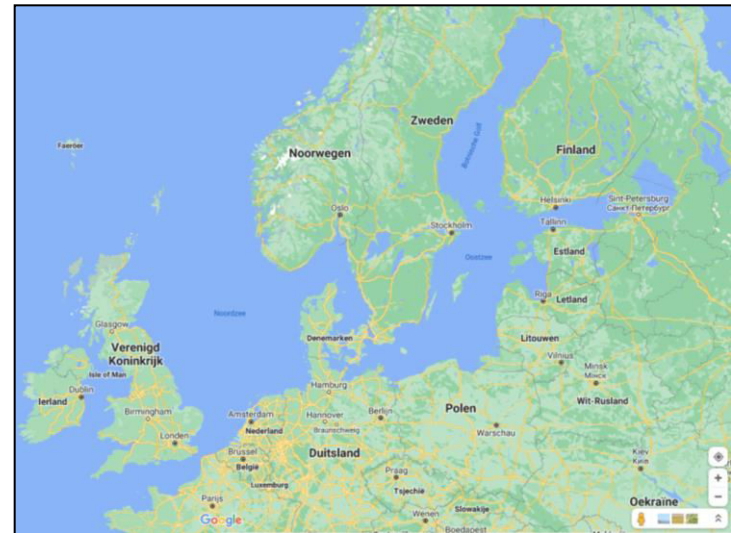 Zweden
Botnische Golf
Faeröer
Noorwegen
Finland
Helsinki
Sint-Petersburg
Санкт-Петербург
Oslo
Stockholm
Tallinn
Estland
Oostzee
Riga
Letland
Noordzee
Glasgow
Denemarken
Litouwen
Verenigd
Koninkrijk
Vilnius
Minsk
Мінск
Isle of Man
Hamburg
Dublin
Ierland
Wit-Rusland
Polen
Birmingham
Amsterdam
Hannover
Berlijn
Nederland
Braunschweig
Warschau
Londen
Brussel
België
Duitsland
Kiev
Київ
Luxemburg
Praag
Tsjechië
Parijs
Google
Slowakije
Oekraïne
Wenen
Boedapest